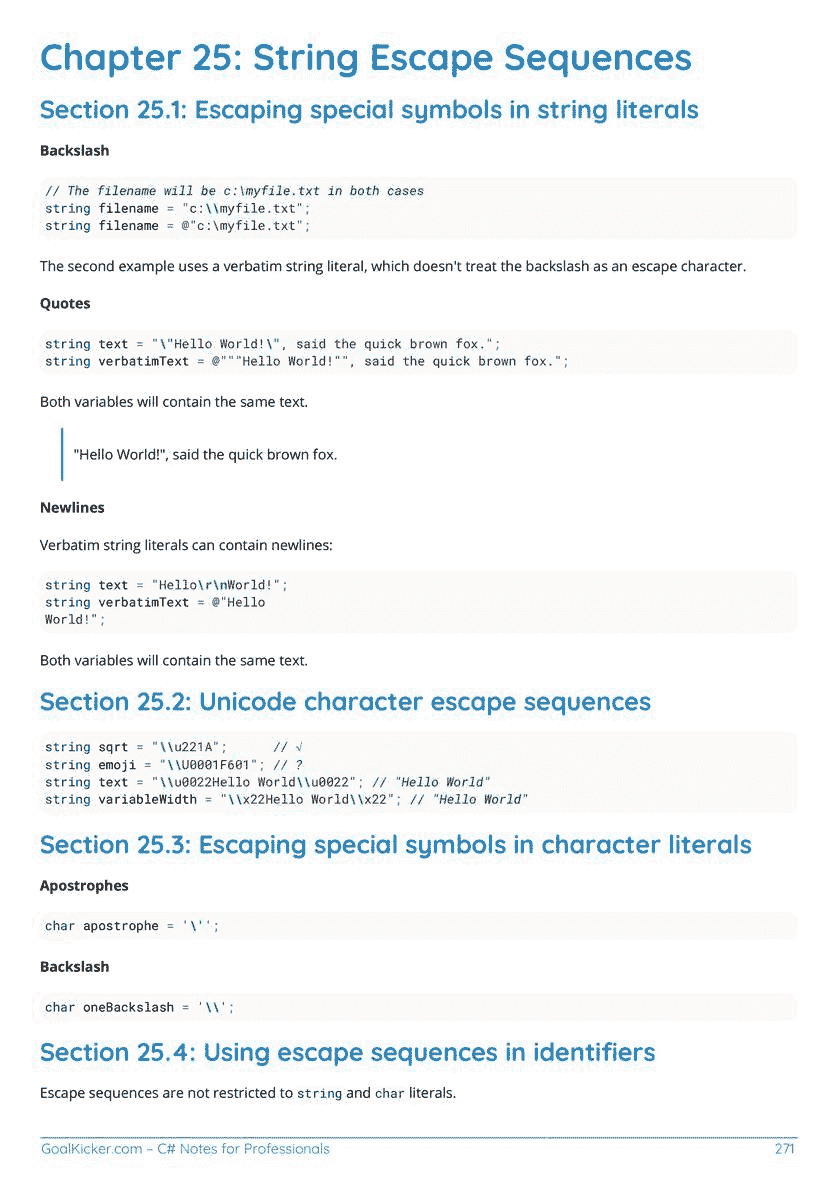 Chapter 25: String Escape Sequences
Section 25.1: Escaping special symbols in string literals
Backslash
// The filename will be c:\myfile.txt in both cases
string filename = "c:\\myfile.txt";
string filename = @"c:\myfile.txt";
The second example uses a verbatim string literal, which doesn't treat the backslash as an escape character.
Quotes
string text = "\"Hello World!\", said the quick brown fox.";
string verbatimText = @"""Hello World!"", said the quick brown fox.";
Both variables will contain the same text.
"Hello World!", said the quick brown fox.
Newlines
Verbatim string literals can contain newlines:
string text = "Hello\r\nWorld!";
string verbatimText = @"Hello
World!";
Both variables will contain the same text.
Section 25.2: Unicode character escape sequences
string sqrt = "\\u221A";      // √
string emoji = "\\U0001F601"; // ?
string text = "\\u0022Hello World\\u0022"; // "Hello World"
string variableWidth = "\\x22Hello World\\x22"; // "Hello World"
Section 25.3: Escaping special symbols in character literals
Apostrophes
char apostrophe = '\'';
Backslash
char oneBackslash = '\\';
Section 25.4: Using escape sequences in identifiers
Escape sequences are not restricted to string and char literals.
GoalKicker.com – C# Notes for Professionals 271